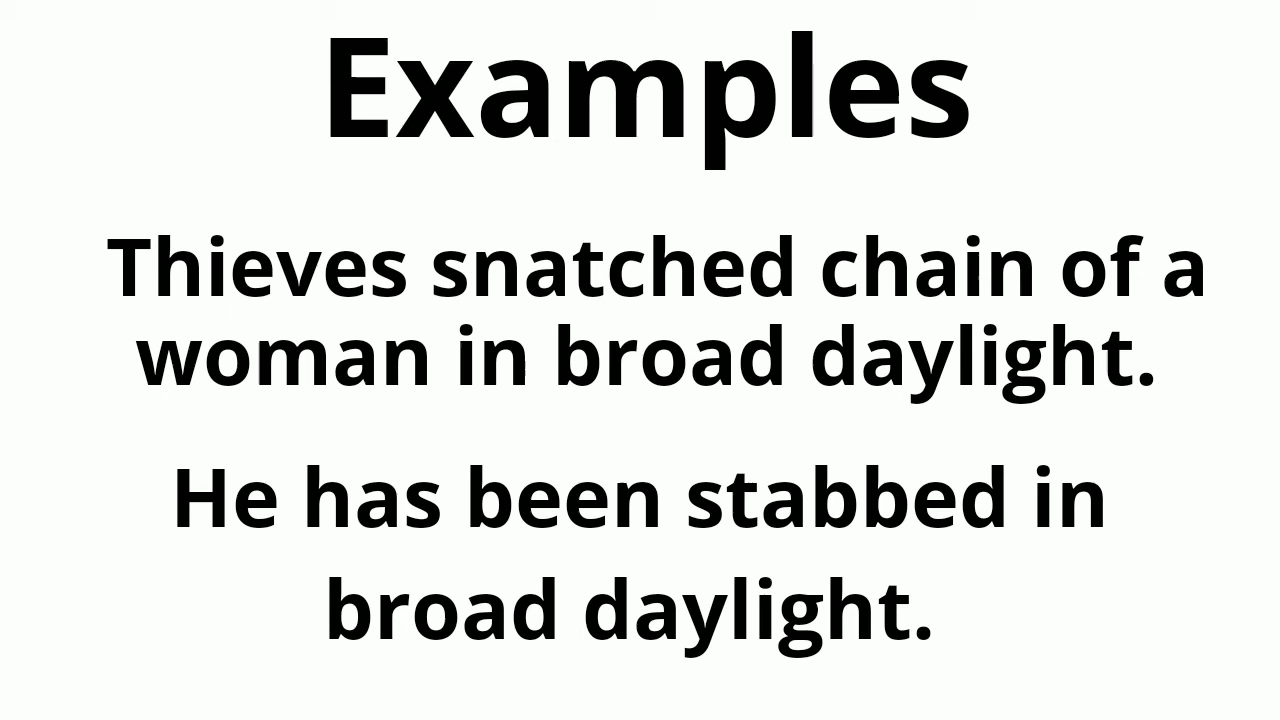 Examples
Thieves snatched chain of a
woman in broad daylight.
He has been stabbed in
broad daylight.